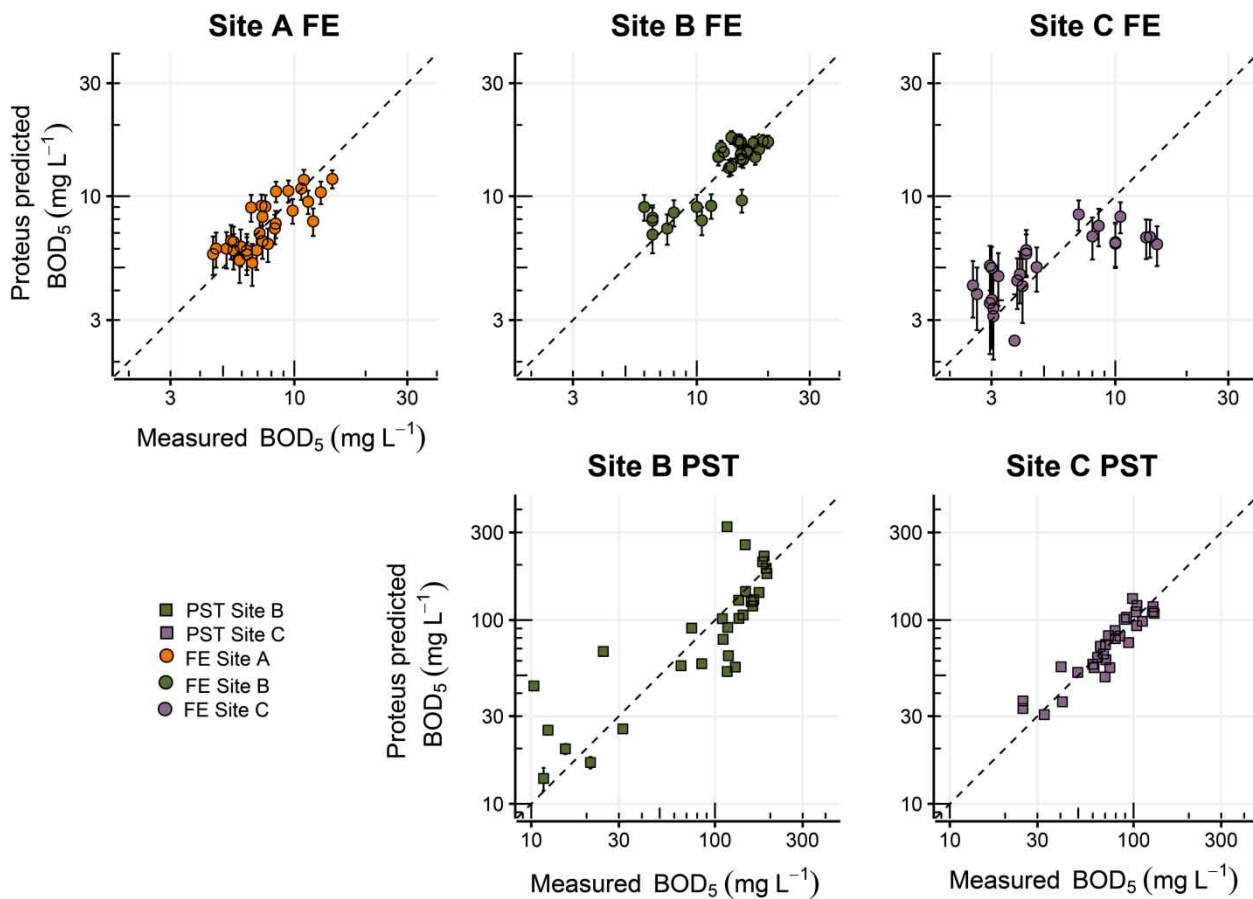 Site A FE
Site B FE
Site C FE
Proteus predicted
BOD₅ (mg L⁻¹)
30
10
3
30
10
3
30
10
3
3
10
30
3
10
30
3
10
30
Measured BOD₅ (mg L⁻¹)
Site B PST
Site C PST
PST Site B
PST Site C
FE Site A
FE Site B
FE Site C
Proteus predicted
BOD₅ (mg L⁻¹)
300
100
30
10
300
100
30
10
10
30
100
300
10
30
100
300
Measured BOD₅ (mg L⁻¹)
Measured BOD₅ (mg L⁻¹)